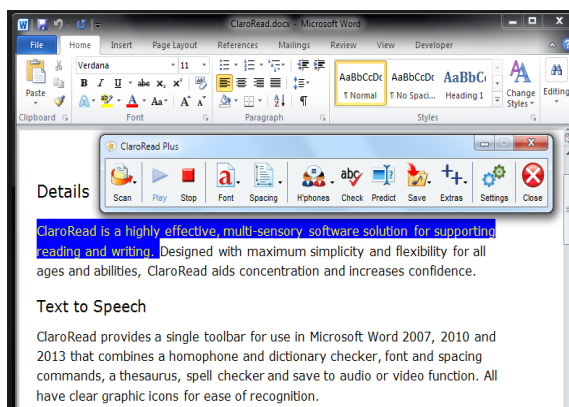 ClaroRead.docx - Microsoft Word
File Home Insert Page Layout References Mailings Review View Developer
Verdana 11
Paste
B I U abc x₂ x²
Aa A A
AaBbCcDc AaBbCcDc AaBbCc
¶ Normal ¶ No Spaci... Heading 1
Change Styles
Editing
Clipboard Font Paragraph Styles
ClaroRead Plus
Scan Play Stop Font Spacing H'phones Check Predict Save Extras Settings Close
Details
ClaroRead is a highly effective, multi-sensory software solution for supporting
reading and writing. Designed with maximum simplicity and flexibility for all
ages and abilities, ClaroRead aids concentration and increases confidence.
Text to Speech
ClaroRead provides a single toolbar for use in Microsoft Word 2007, 2010 and
2013 that combines a homophone and dictionary checker, font and spacing
commands, a thesaurus, spell checker and save to audio or video function. All
have clear graphic icons for ease of recognition.